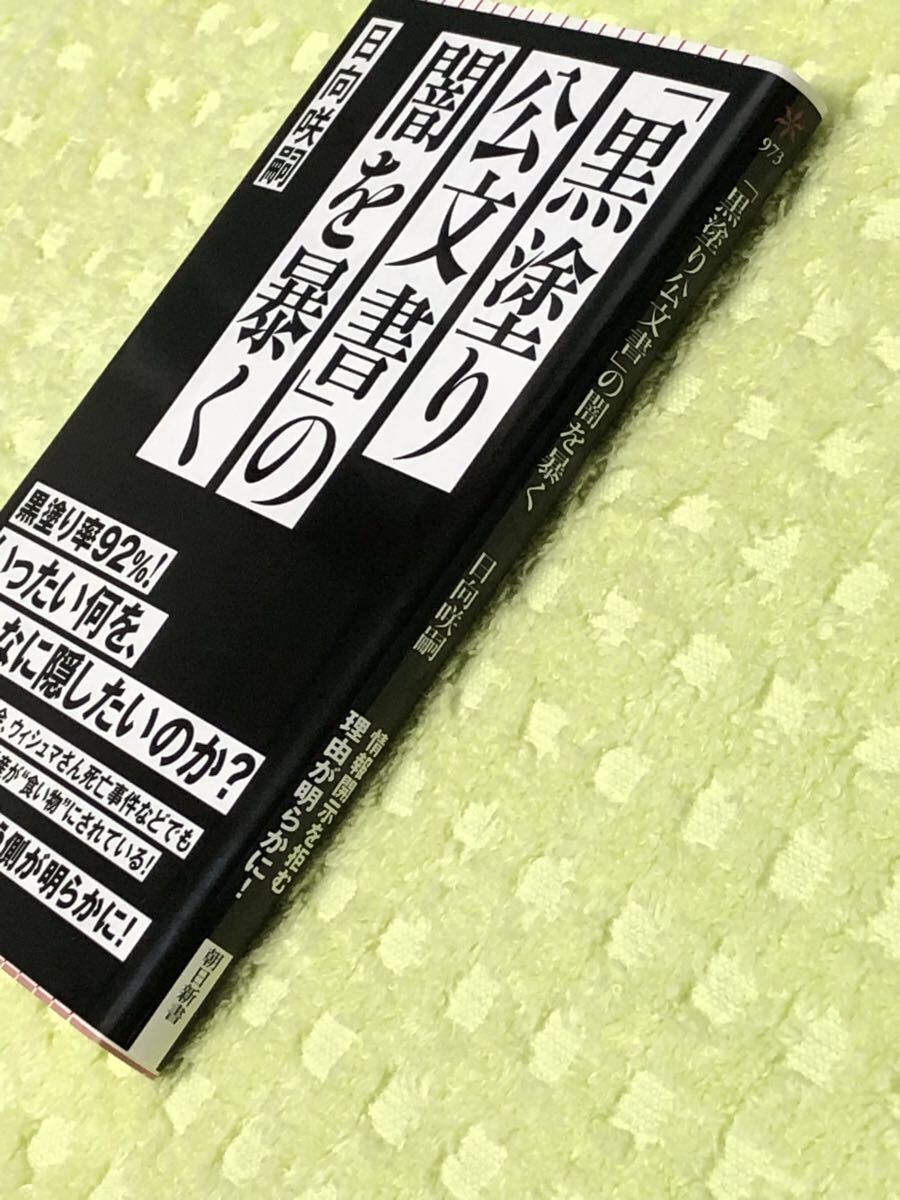 「黒塗り
公文書」の
闇を暴く
日向咲嗣
黒塗り率92%!
いったい何を、
なに隠したいのか?
、ウィシュマさん死亡事件などでも
が“食い物”にされている!
側が明らかに!
973
「黒塗り公文書」の闇を暴く
日向咲嗣
情報開示を拒む
理由が明らかに!
朝日新書